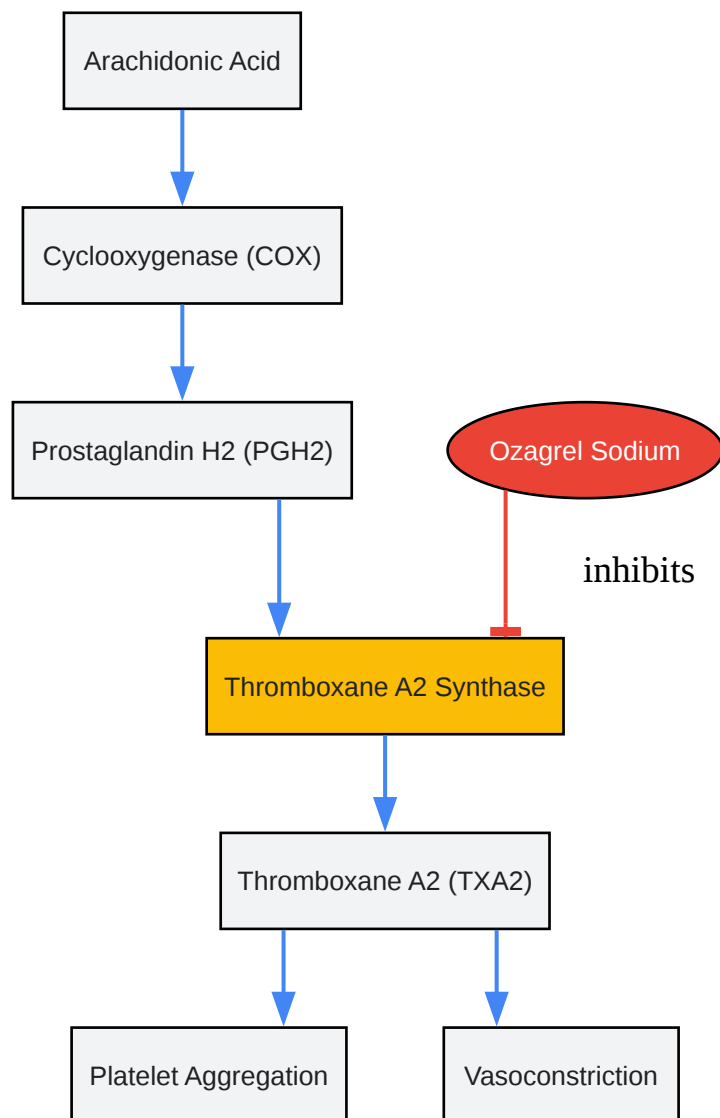 Arachidonic Acid
Cyclooxygenase (COX)
Prostaglandin H2 (PGH2)
Ozagrel Sodium
inhibits
Thromboxane A2 Synthase
Thromboxane A2 (TXA2)
Platelet Aggregation
Vasoconstriction